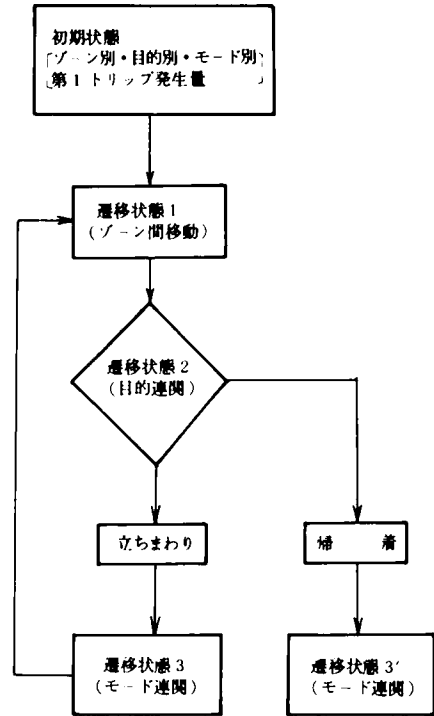 初期状態
ゾーン別・目的別・モード別
第1トリップ発生量
遷移状態1
(ゾーン間移動)
遷移状態2
(目的連関)
立ちまわり
帰 着
遷移状態3
(モード連関)
遷移状態3′
(モード連関)